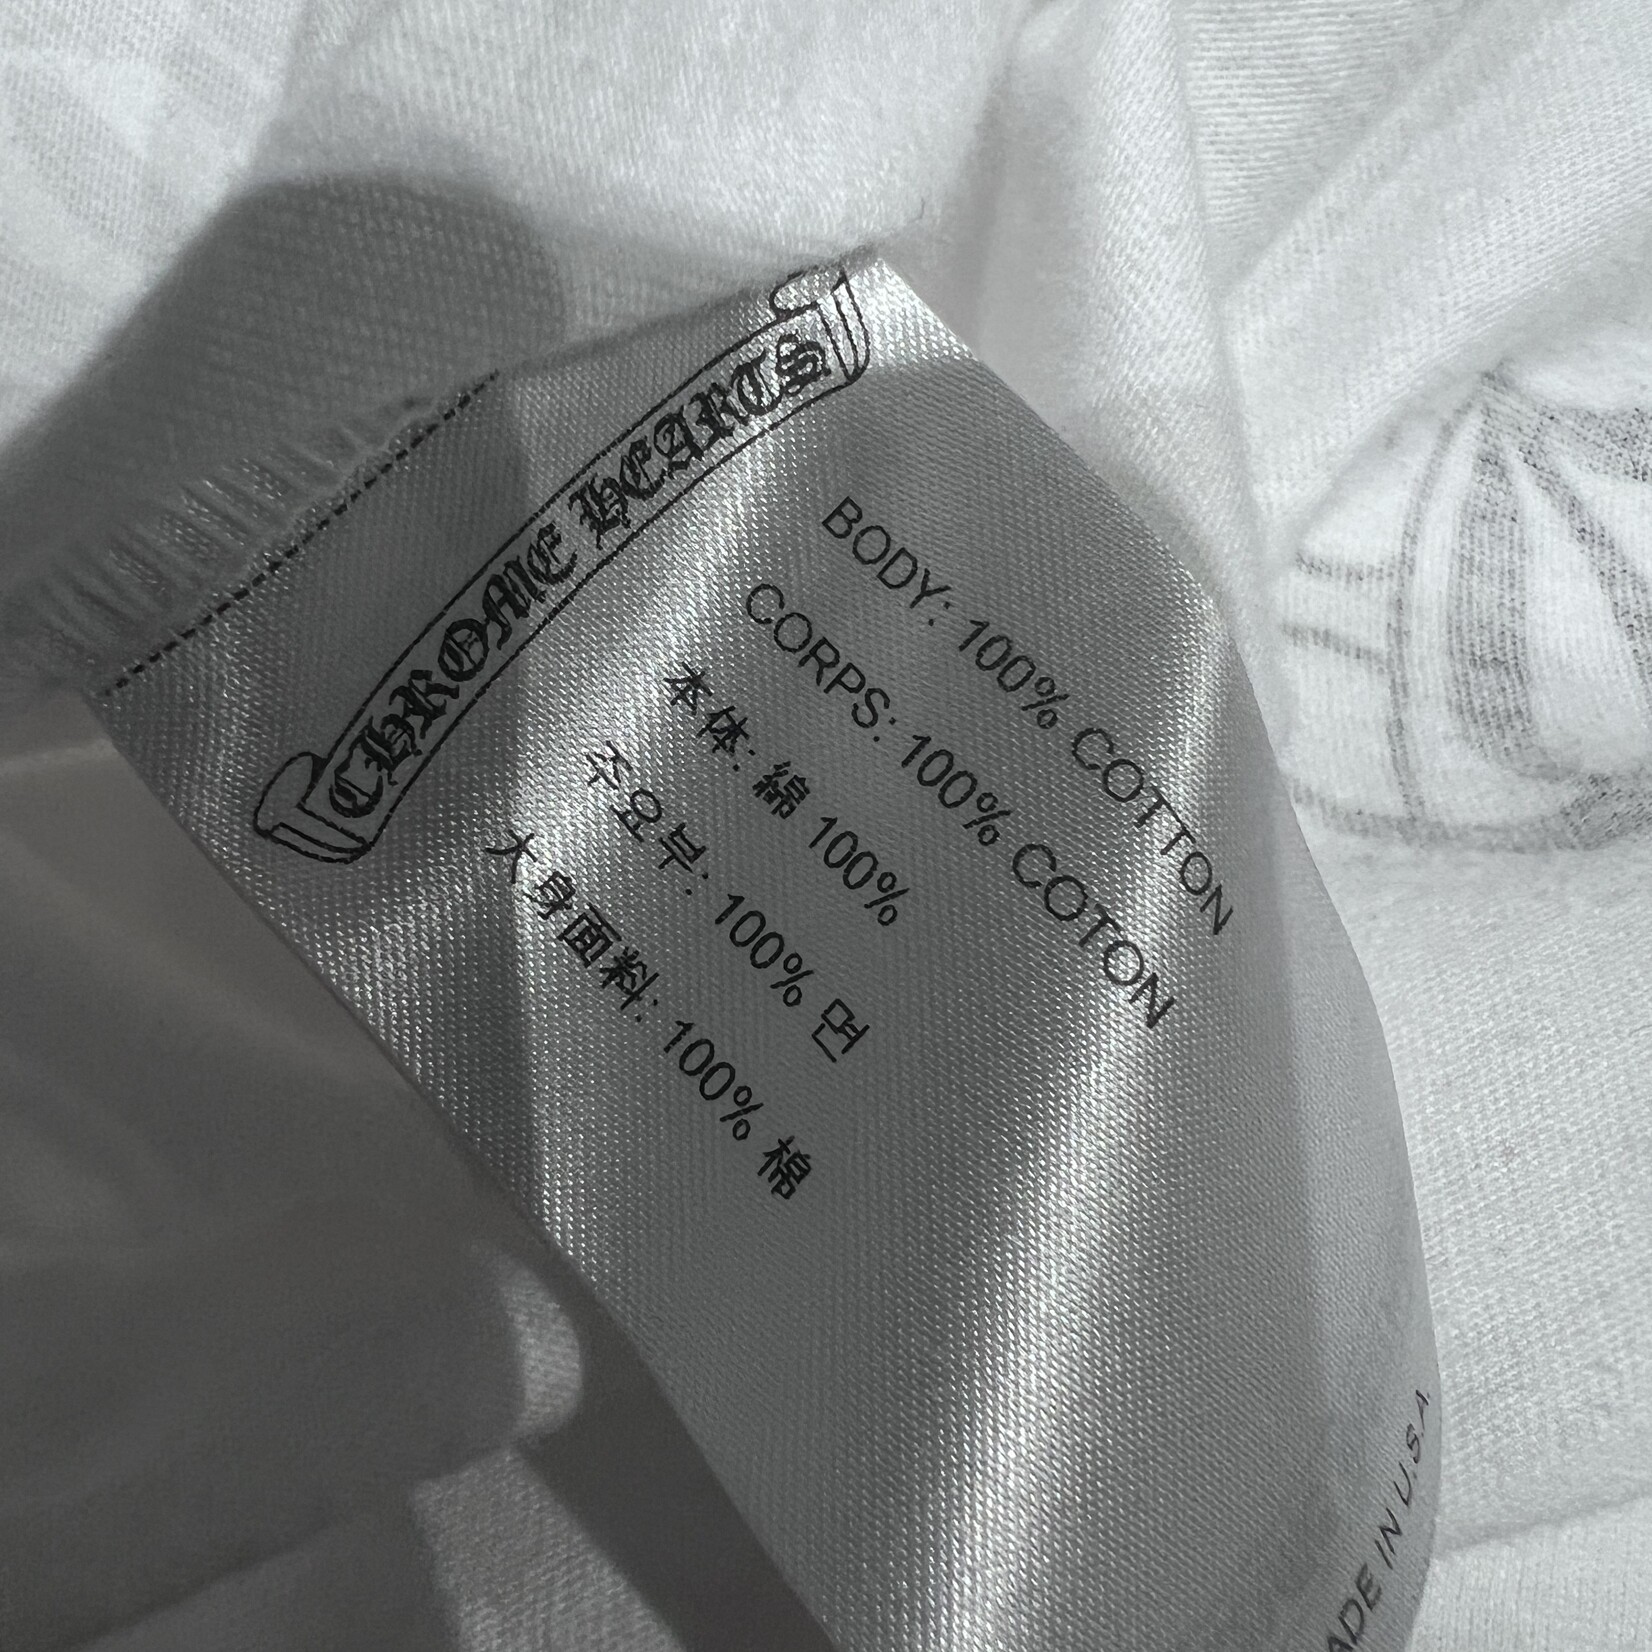 CHROME HEARTS
BODY: 100% COTTON
CORPS: 100% COTON
本体: 綿 100%
주요부: 100% 면
大身面料: 100% 棉
ADE IN U.S.A.